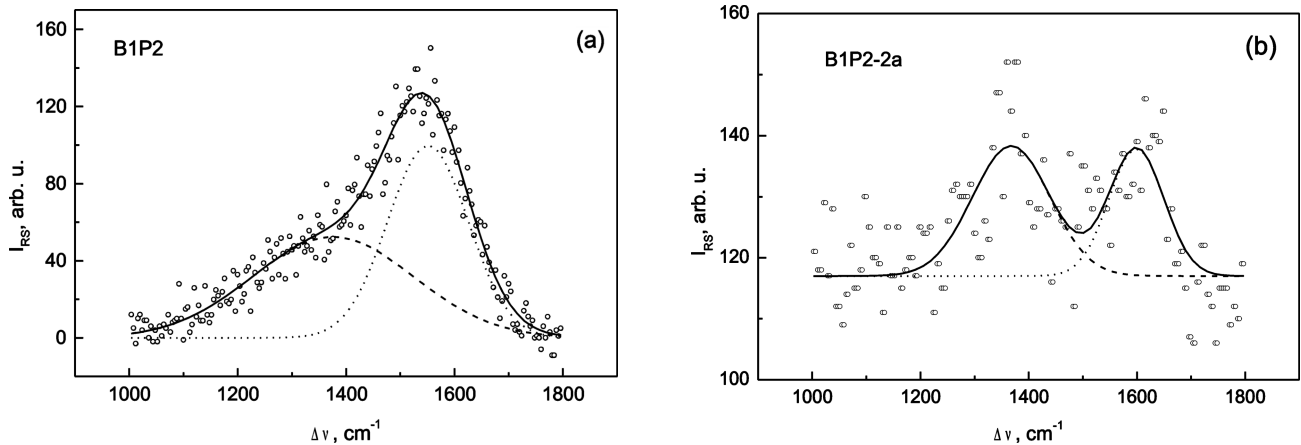 160
120
80
40
0
I_RS, arb. u.
B1P2
(a)
1000 1200 1400 1600 1800
Δν, cm⁻¹
160
140
120
100
I_RS, arb. u.
B1P2-2a
(b)
1000 1200 1400 1600 1800
Δν, cm⁻¹